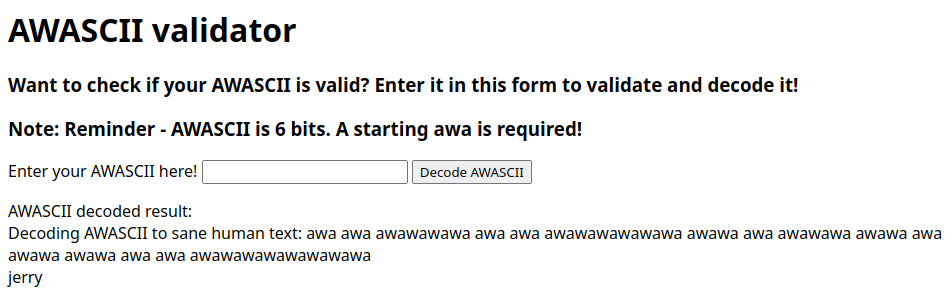 AWASCII validator
Want to check if your AWASCII is valid? Enter it in this form to validate and decode it!
Note: Reminder - AWASCII is 6 bits. A starting awa is required!
Enter your AWASCII here! Decode AWASCII
AWASCII decoded result:
Decoding AWASCII to sane human text: awa awa awawawawa awa awa awawawawawawa awawa awa awawawa awawa awa
awawa awawa awa awa awawawawawawawawa
jerry